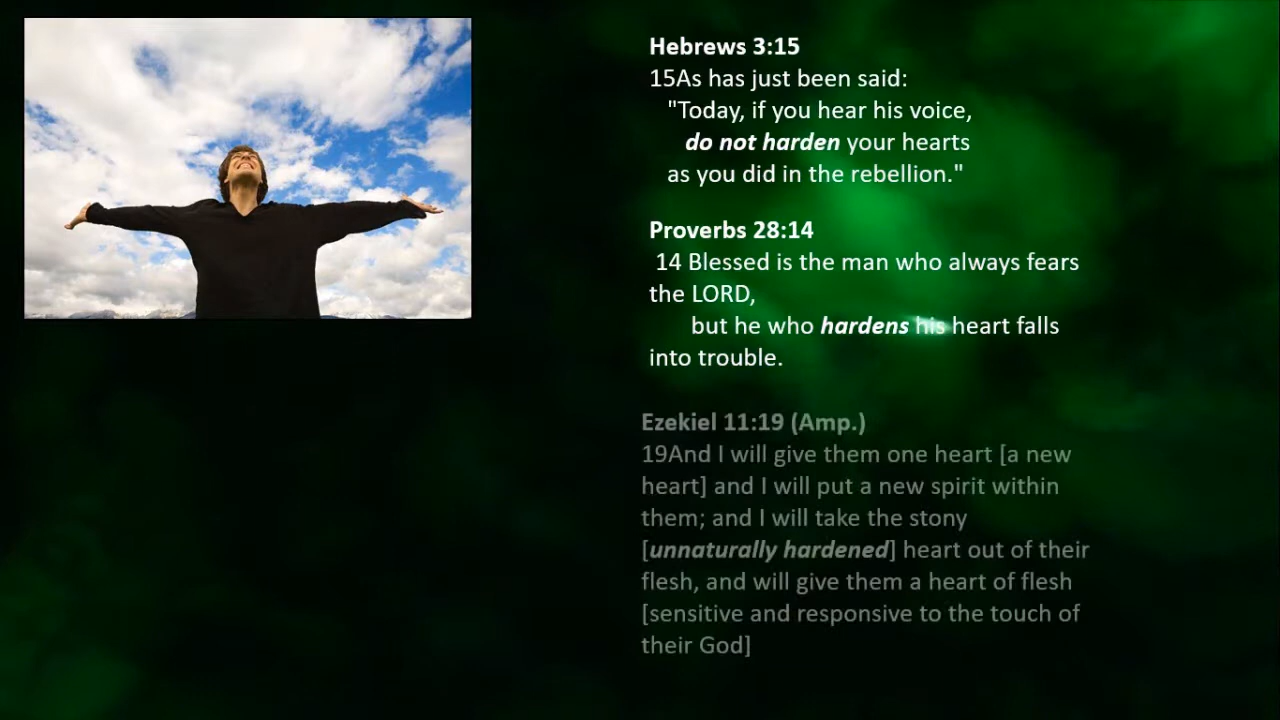 Hebrews 3:15
15As has just been said:
"Today, if you hear his voice,
do not harden your hearts
as you did in the rebellion."
Proverbs 28:14
14 Blessed is the man who always fears
the LORD,
but he who hardens his heart falls
into trouble.
Ezekiel 11:19 (Amp.)
19And I will give them one heart [a new
heart] and I will put a new spirit within
them; and I will take the stony
[unnaturally hardened] heart out of their
flesh, and will give them a heart of flesh
[sensitive and responsive to the touch of
their God]